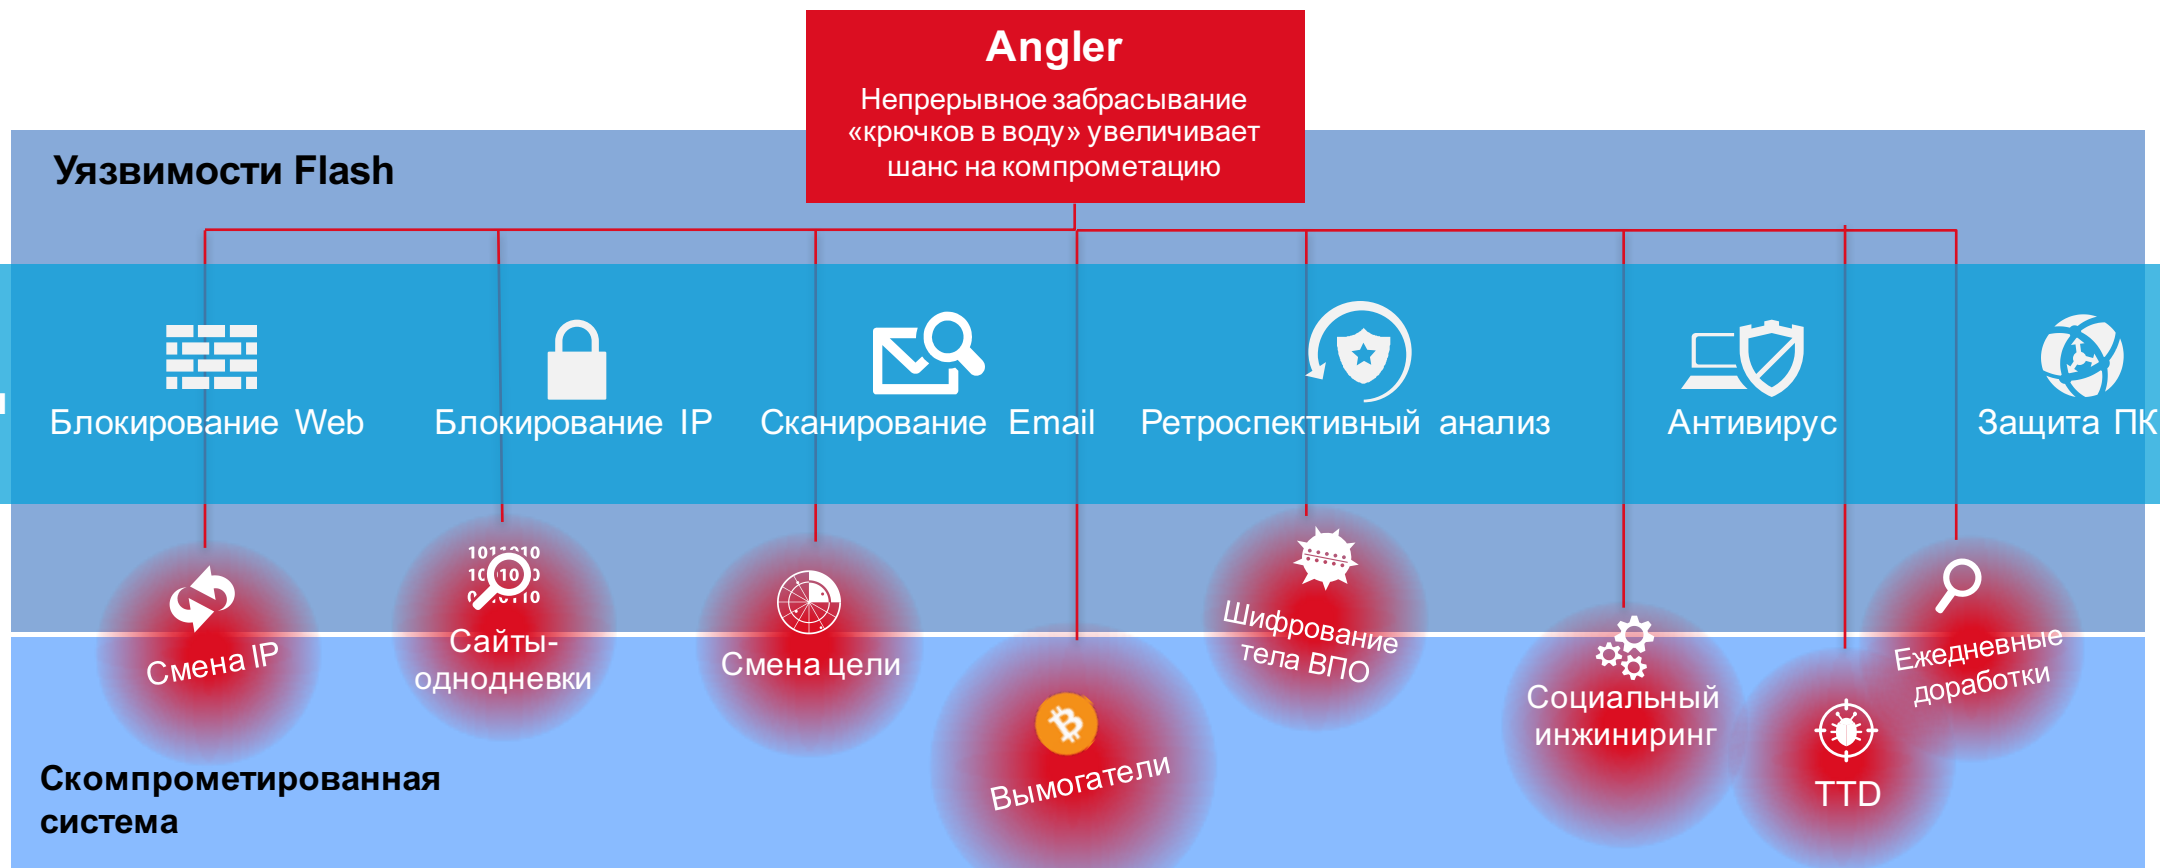 Angler
Непрерывное забрасывание
«крючков в воду» увеличивает
шанс на компрометацию
Уязвимости Flash
Блокирование Web
Блокирование IP
Сканирование Email
Ретроспективный анализ
Антивирус
Защита ПК
Смена IP
Сайты-
однодневки
Смена цели
Вымогатели
Шифрование
тела ВПО
Социальный
инжиниринг
TTD
Ежедневные
доработки
Скомпрометированная
система